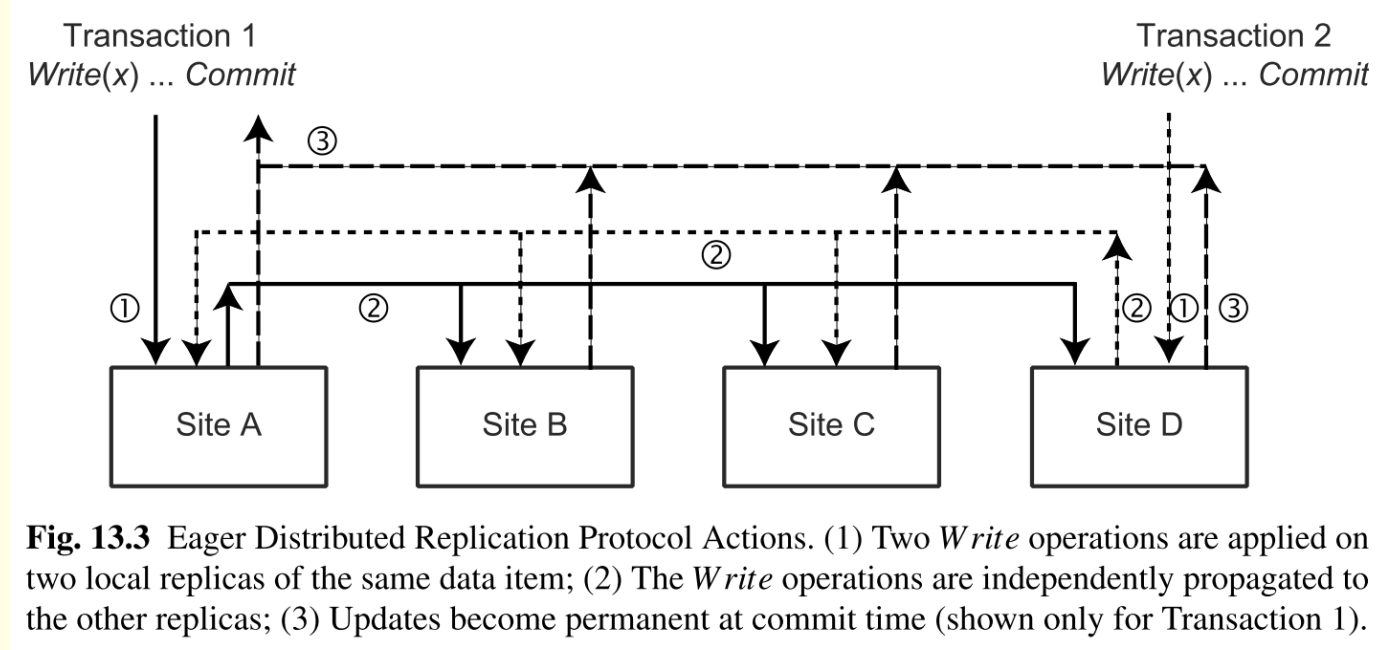 Transaction 1
Write(x) ... Commit
Transaction 2
Write(x) ... Commit
③
②
①
②
②
①
③
Site A
Site B
Site C
Site D
Fig. 13.3 Eager Distributed Replication Protocol Actions. (1) Two Write operations are applied on
two local replicas of the same data item; (2) The Write operations are independently propagated to
the other replicas; (3) Updates become permanent at commit time (shown only for Transaction 1).